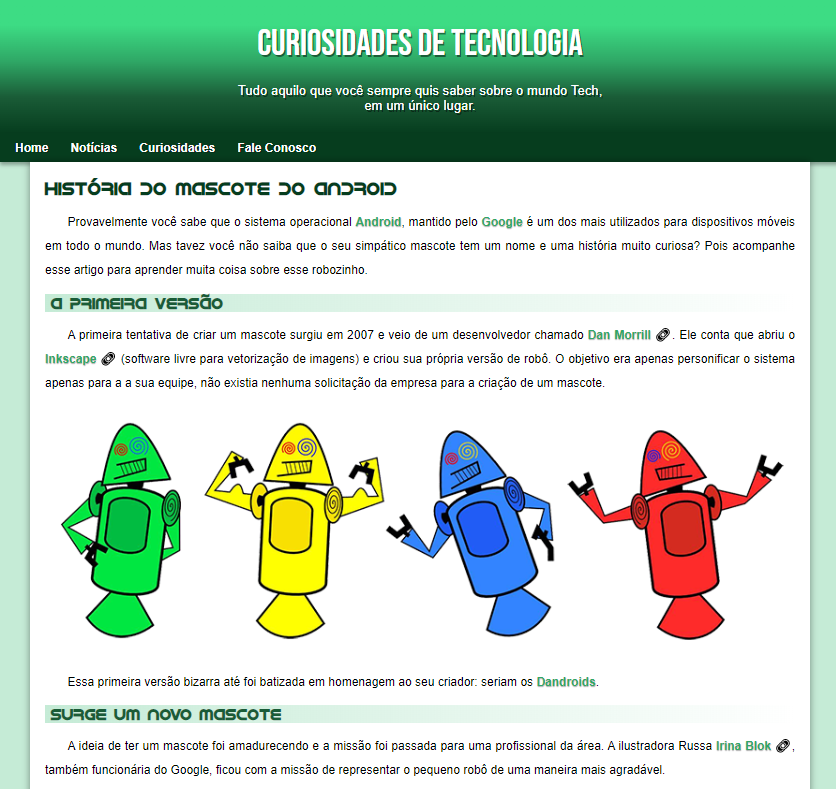 CURIOSIDADES DE TECNOLOGIA
Tudo aquilo que você sempre quis saber sobre o mundo Tech,
em um único lugar.
Home Notícias Curiosidades Fale Conosco
HISTÓRIA DO MASCOTE DO ANDROID
Provavelmente você sabe que o sistema operacional Android, mantido pelo Google é um dos mais utilizados para dispositivos móveis
em todo o mundo. Mas tavez você não saiba que o seu simpático mascote tem um nome e uma história muito curiosa? Pois acompanhe
esse artigo para aprender muita coisa sobre esse robozinho.
A PRIMEIRA VERSÃO
A primeira tentativa de criar um mascote surgiu em 2007 e veio de um desenvolvedor chamado Dan Morrill. Ele conta que abriu o
Inkscape (software livre para vetorização de imagens) e criou sua própria versão de robô. O objetivo era apenas personificar o sistema
apenas para a a sua equipe, não existia nenhuma solicitação da empresa para a criação de um mascote.
Essa primeira versão bizarra até foi batizada em homenagem ao seu criador: seriam os Dandroids.
SURGE UM NOVO MASCOTE
A ideia de ter um mascote foi amadurecendo e a missão foi passada para uma profissional da área. A ilustradora Russa Irina Blok,
também funcionária do Google, ficou com a missão de representar o pequeno robô de uma maneira mais agradável.